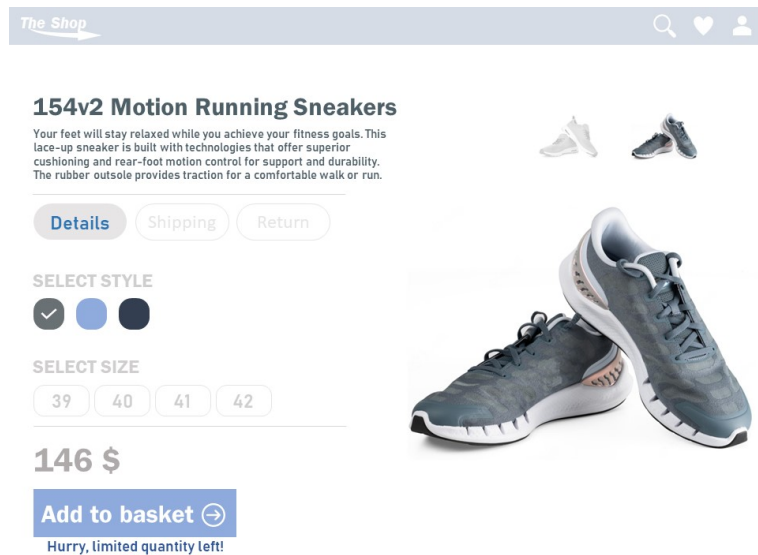 The Shop
154v2 Motion Running Sneakers
Your feet will stay relaxed while you achieve your fitness goals. This
lace-up sneaker is built with technologies that offer superior
cushioning and rear-foot motion control for support and durability.
The rubber outsole provides traction for a comfortable walk or run.
Details Shipping Return
SELECT STYLE
SELECT SIZE
39 40 41 42
146 $
Add to basket
Hurry, limited quantity left!